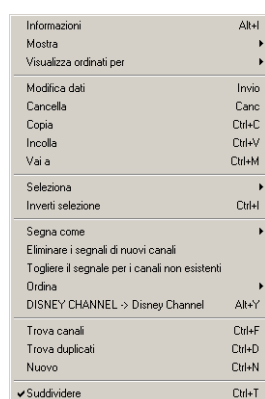 Informazioni Alt+I
Mostra
Visualizza ordinati per
Modifica dati Invio
Cancella Canc
Copia Ctrl+C
Incolla Ctrl+V
Vai a Ctrl+M
Seleziona
Inverti selezione Ctrl+I
Segna come
Eliminare i segnali di nuovi canali
Togliere il segnale per i canali non esistenti
Ordina
DISNEY CHANNEL -> Disney Channel Alt+Y
Trova canali Ctrl+F
Trova duplicati Ctrl+D
Nuovo Ctrl+N
Suddividere Ctrl+T